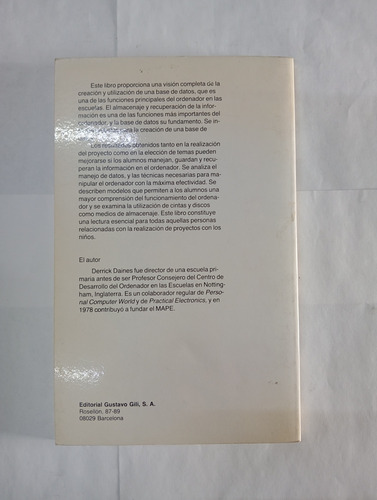 Este libro proporciona una visión completa de la
creación y utilización de una base de datos, que es
una de las funciones principales del ordenador en las
escuelas. El almacenaje y recuperación de la infor-
mación es una de las funciones más importantes del
ordenador, y la base de datos su fundamento. Se in-
para la creación de una base de
Los resultados obtenidos tanto en la realización
del proyecto como en la elección de temas pueden
mejorarse si los alumnos manejan, guardan y recu-
peran la información en el ordenador. Se analiza el
manejo de datos, y las técnicas necesarias para ma-
nipular el ordenador con la máxima efectividad. Se
describen modelos que permiten a los alumnos una
mayor comprensión del funcionamiento del ordena-
dor y se examina la utilización de cintas y discos
como medios de almacenaje. Este libro constituye
una lectura esencial para todas aquellas personas
relacionadas con la realización de proyectos con los
niños.
El autor
Derrick Daines fue director de una escuela pri-
maria antes de ser Profesor Consejero del Centro de
Desarrollo del Ordenador en las Escuelas en Notting-
ham, Inglaterra. Es un colaborador regular de Perso-
nal Computer World y de Practical Electronics, y en
1978 contribuyó a fundar el MAPE.
Editorial Gustavo Gili, S. A.
Rosellón, 87-89
08029 Barcelona